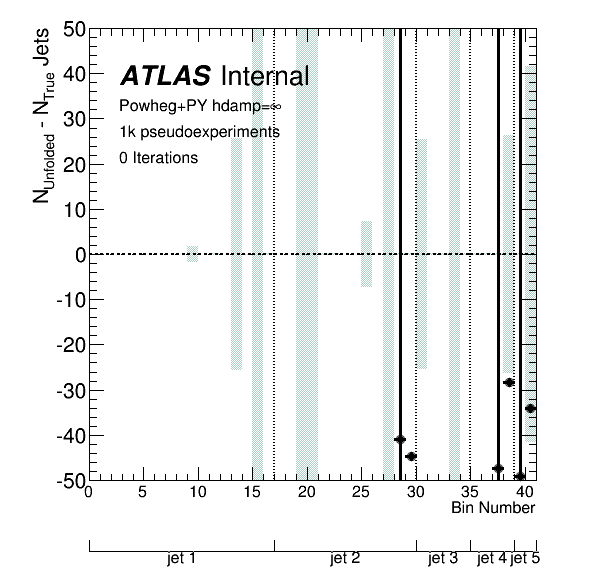 N_Unfolded - N_True Jets
50
40
30
20
10
0
-10
-20
-30
-40
-50
ATLAS Internal
Powheg+PY hdamp=∞
1k pseudoexperiments
0 Iterations
0 5 10 15 20 25 30 35 40
Bin Number
jet 1 jet 2 jet 3 jet 4 jet 5